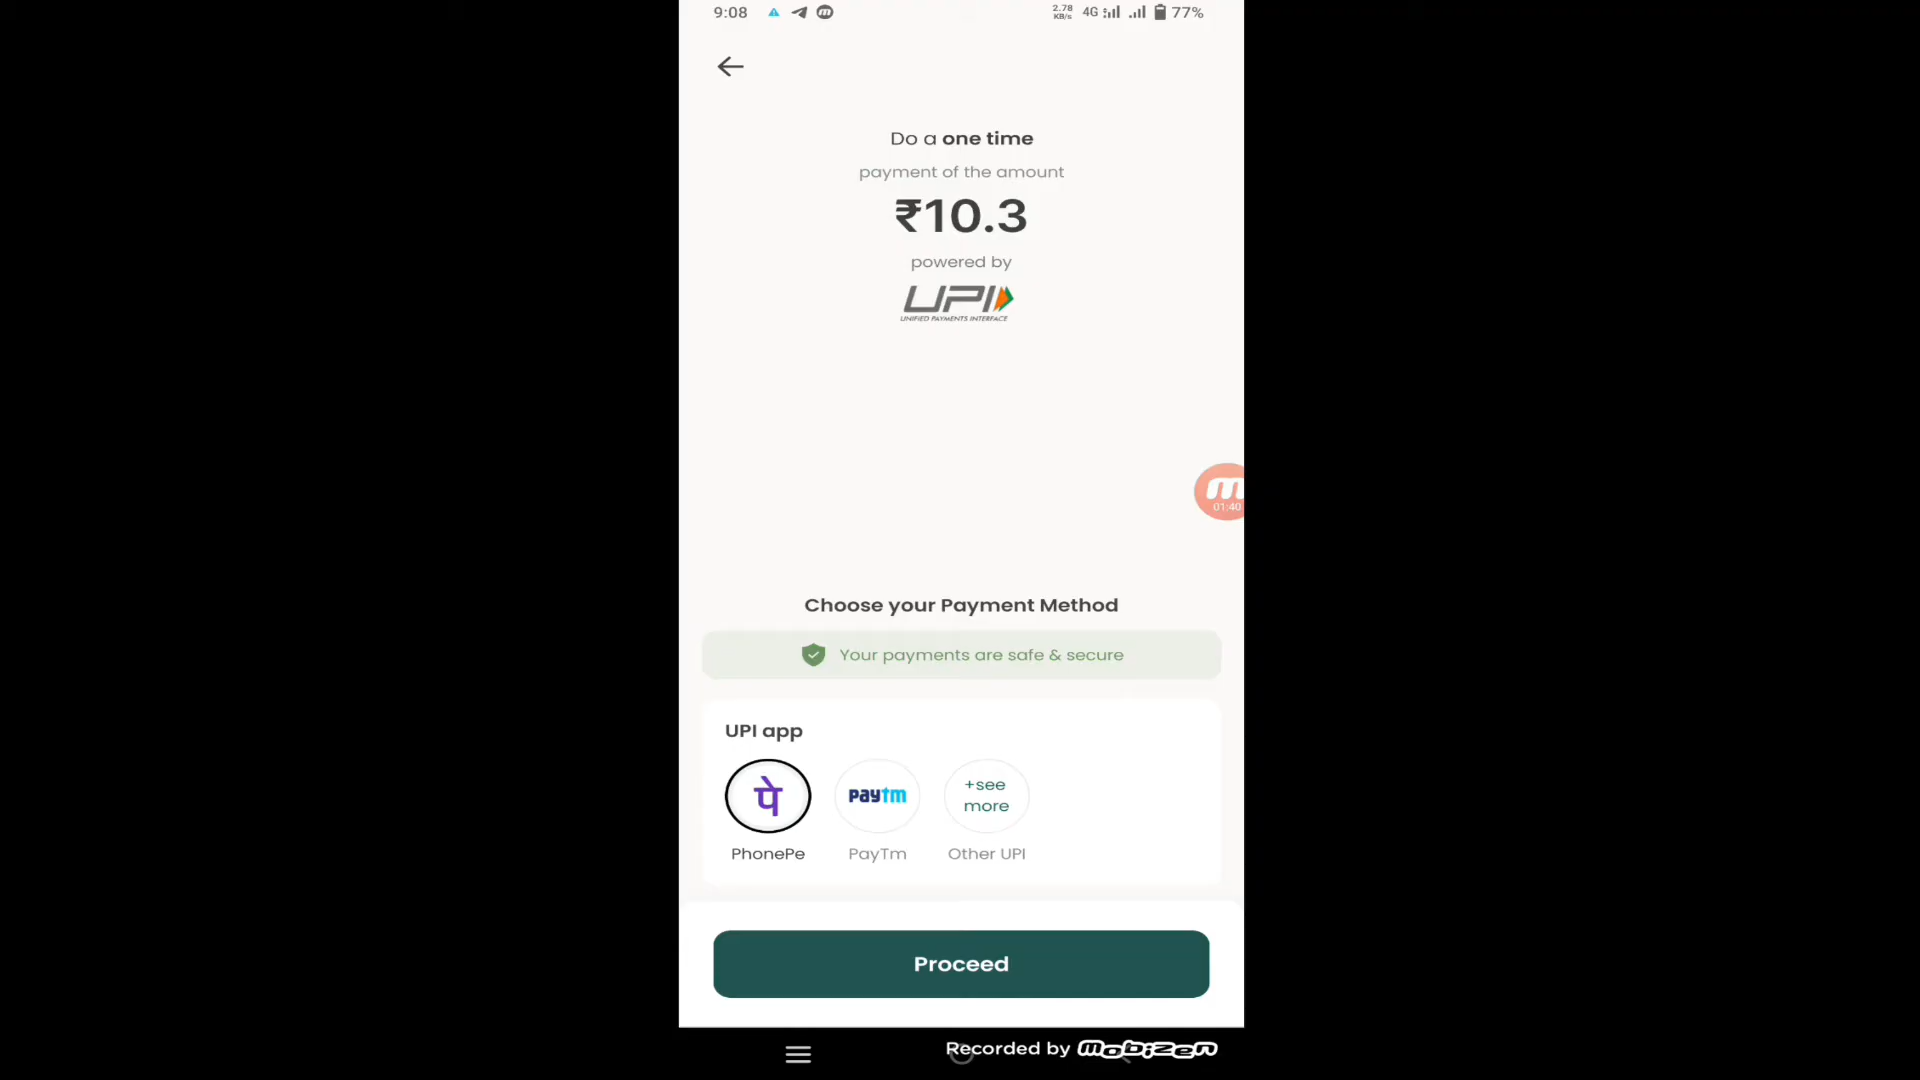 9:08
2.78
KB/s
4G
77%
Do a one time
payment of the amount
₹10.3
powered by
UPI
UNIFIED PAYMENTS INTERFACE
m
01:40
Choose your Payment Method
Your payments are safe & secure
UPI app
पे
paytm
+see
more
PhonePe
PayTm
Other UPI
Proceed
Recorded by mobizen